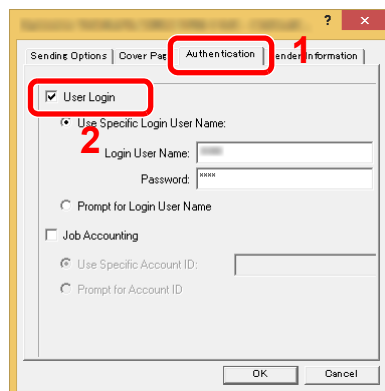 ? ×
Sending Options Cover Pag Authentication 1 ender Information
User Login
Use Specific Login User Name:
2
Login User Name:
Password: ****
Prompt for Login User Name
Job Accounting
Use Specific Account ID:
Prompt for Account ID
OK Cancel